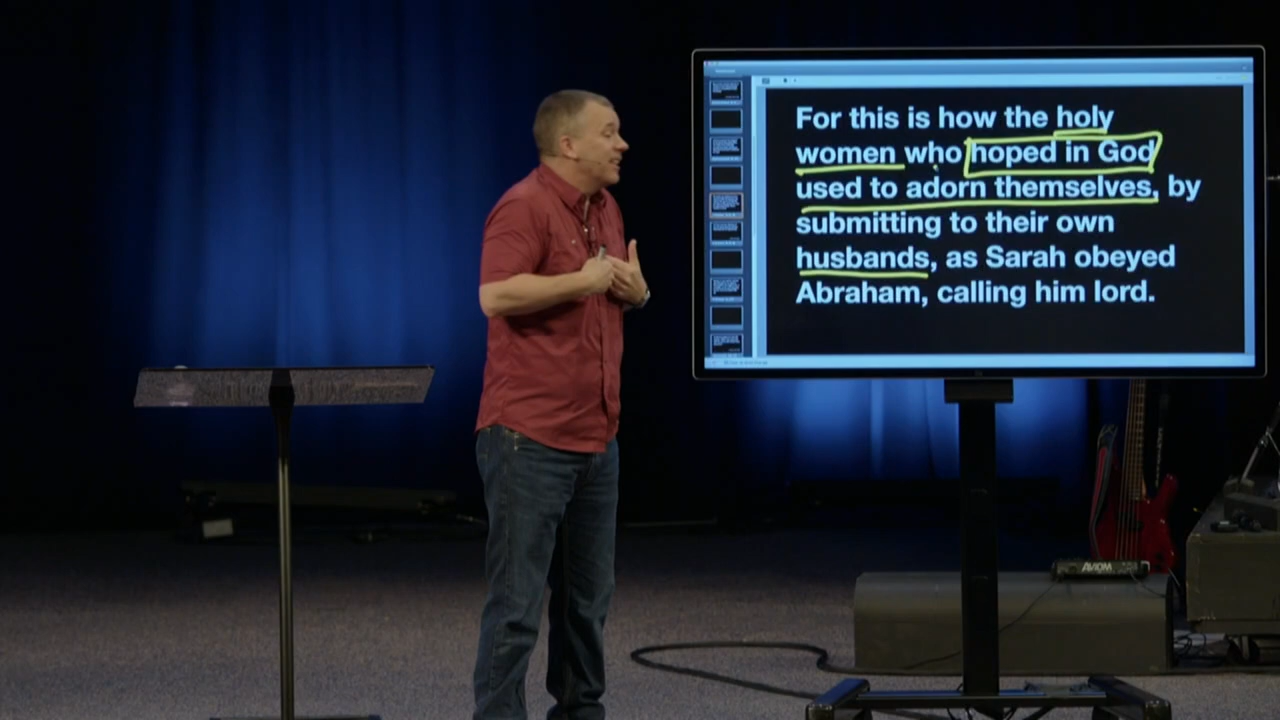 For this is how the holy
women who hoped in God
used to adorn themselves, by
submitting to their own
husbands, as Sarah obeyed
Abraham, calling him lord.
AVIOM